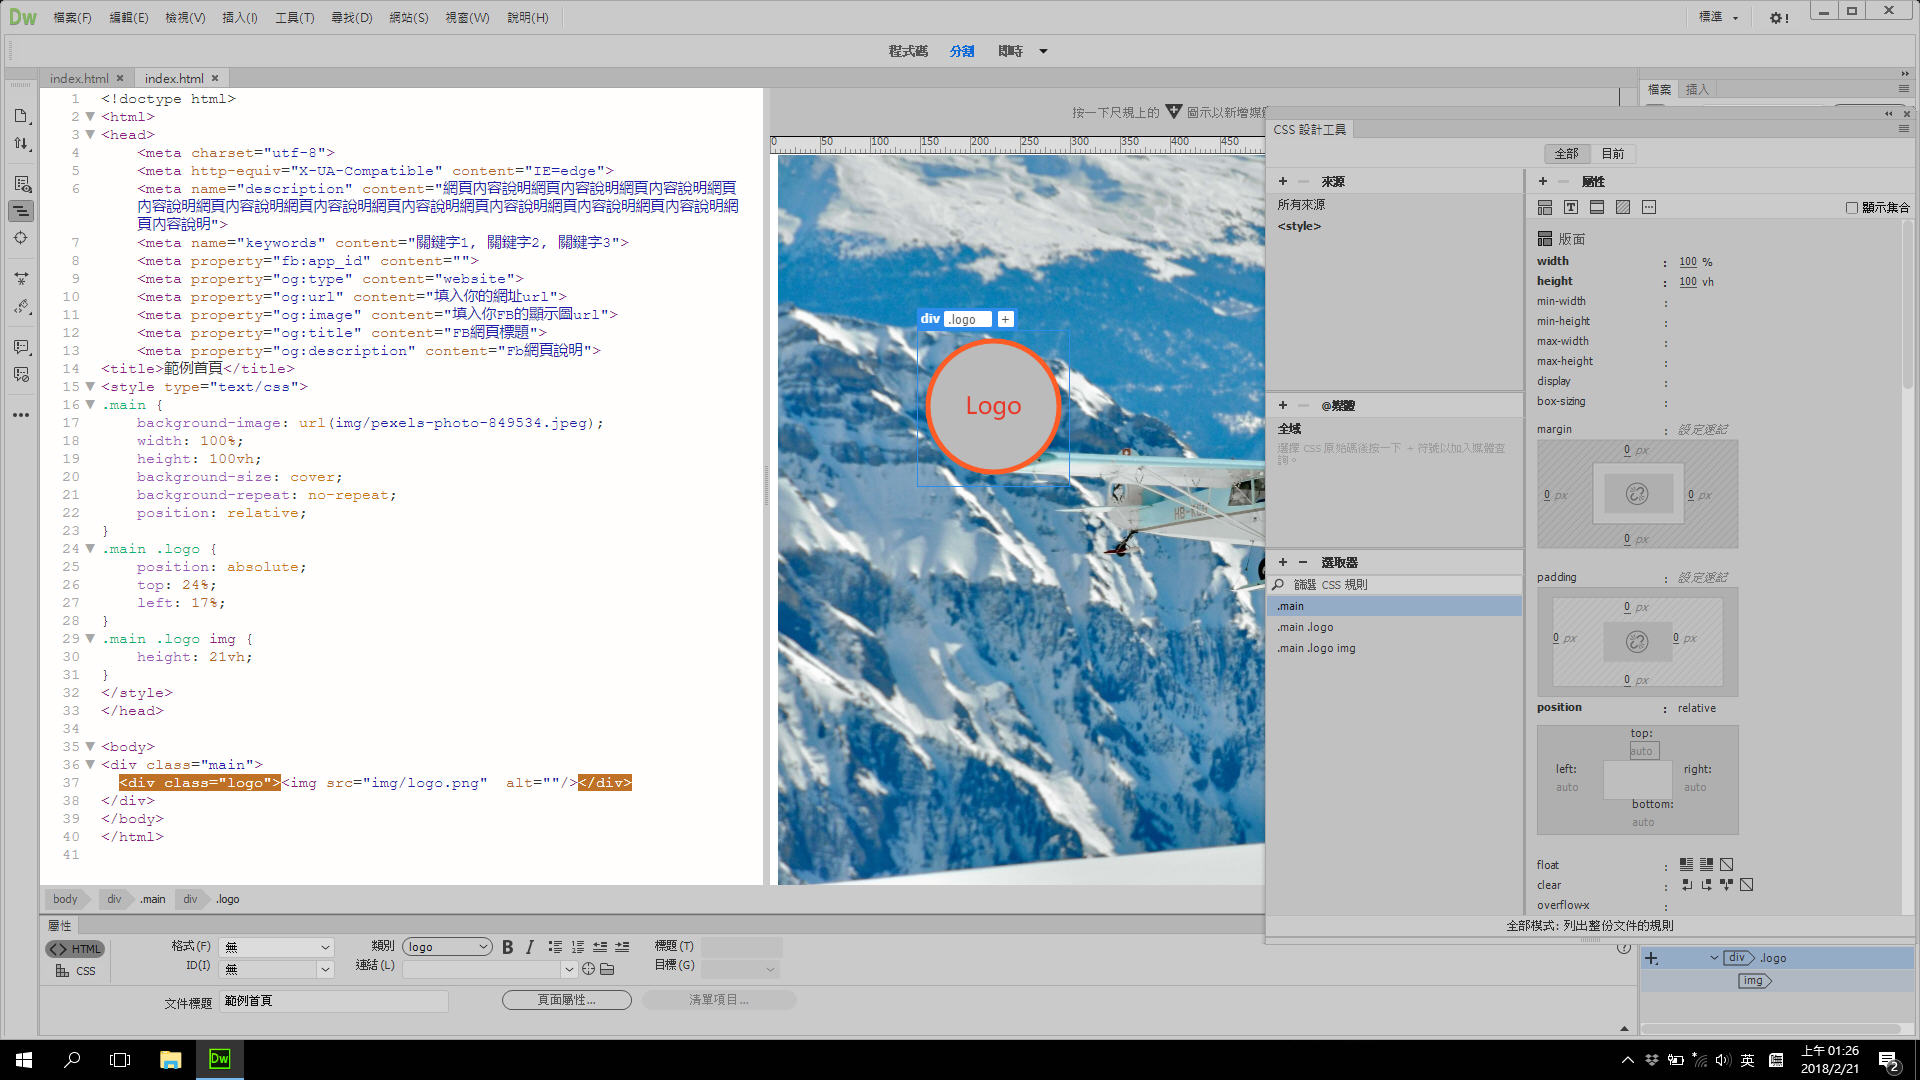 Dw 檔案(F) 編輯(E) 檢視(V) 插入(I) 工具(T) 尋找(D) 網站(S) 視窗(W) 說明(H) 標準
程式碼 分割 即時
index.html × index.html ×
1 <!doctype html>
2 <html>
3 <head>
4 <meta charset="utf-8">
5 <meta http-equiv="X-UA-Compatible" content="IE=edge">
6 <meta name="description" content="網頁內容說明網頁內容說明網頁內容說明網頁
內容說明網頁內容說明網頁內容說明網頁內容說明網頁內容說明網頁內容說明網頁內容說明網
頁內容說明">
7 <meta name="keywords" content="關鍵字1, 關鍵字2, 關鍵字3">
8 <meta property="fb:app_id" content="">
9 <meta property="og:type" content="website">
10 <meta property="og:url" content="填入你的網址url">
11 <meta property="og:image" content="填入你FB的顯示圖url">
12 <meta property="og:title" content="FB網頁標題">
13 <meta property="og:description" content="Fb網頁說明">
14 <title>範例首頁</title>
15 <style type="text/css">
16 .main {
17 background-image: url(img/pexels-photo-849534.jpeg);
18 width: 100%;
19 height: 100vh;
20 background-size: cover;
21 background-repeat: no-repeat;
22 position: relative;
23 }
24 .main .logo {
25 position: absolute;
26 top: 24%;
27 left: 17%;
28 }
29 .main .logo img {
30 height: 21vh;
31 }
32 </style>
33 </head>
34
35 <body>
36 <div class="main">
37 <div class="logo"><img src="img/logo.png"  alt=""/></div>
38 </div>
39 </body>
40 </html>
41
body div .main div .logo
按一下尺規上的 圖示以新增媒體
0 50 100 150 200 250 300 350 400 450
div .logo +
Logo
檔案 插入
CSS 設計工具
全部 目前
+ 來源
所有來源
<style>
+ @媒體
全域
選擇 CSS 原始碼後按一下 + 符號以加入媒體查
詢。
+ − 選取器
篩選 CSS 規則
.main
.main .logo
.main .logo img
+ 屬性
顯示集合
版面
width : 100 %
height : 100 vh
min-width :
min-height :
max-width :
max-height :
display :
box-sizing :
margin : 設定速記
0 px
0 px 0 px
0 px
padding : 設定速記
0 px
0 px 0 px
0 px
position : relative
top:
auto
left: right:
auto auto
bottom:
auto
float :
clear :
overflow-x :
全部模式: 列出整份文件的規則
屬性
<> HTML 格式(F) 無 類別 logo B I 標題(T)
CSS ID(I) 無 連結(L) 目標(G)
文件標題 範例首頁 頁面屬性... 清單項目...
div .logo
img
Dw
英
上午 01:26
2018/2/21
2